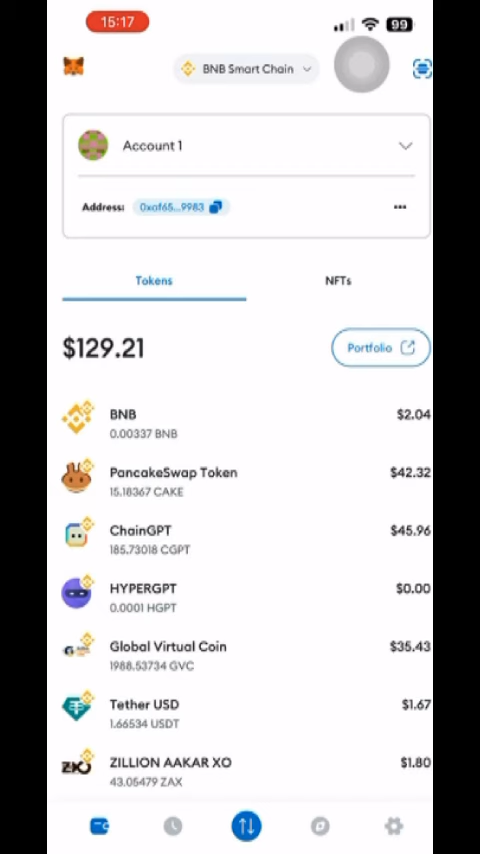 15:17
99
BNB Smart Chain
Account 1
Address: 0xaf65...9983
Tokens
NFTs
$129.21
Portfolio
BNB
$2.04
0.00337 BNB
PancakeSwap Token
$42.32
15.18367 CAKE
ChainGPT
$45.96
185.73018 CGPT
HYPERGPT
$0.00
0.0001 HGPT
Global Virtual Coin
$35.43
1988.53734 GVC
Tether USD
$1.67
1.66534 USDT
ZILLION AAKAR XO
$1.80
43.05479 ZAX